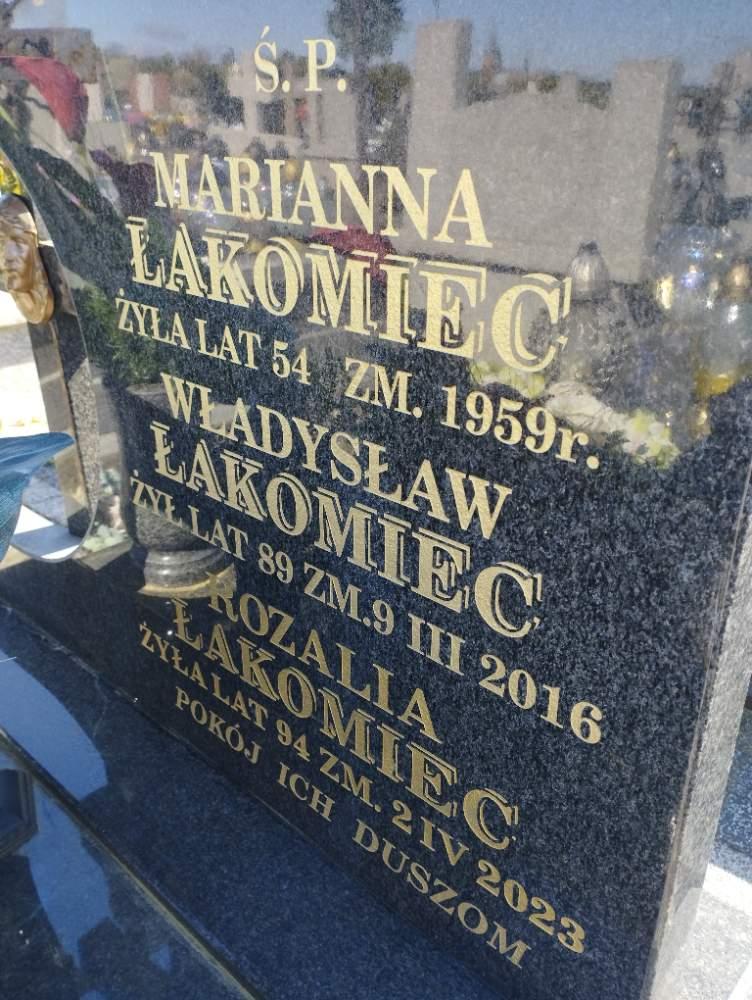 Ś. P.
MARIANNA
ŁAKOMIEC
ŻYŁA LAT 54 ZM. 1959r.
WŁADYSŁAW
ŁAKOMIEC
ŻYŁ LAT 89 ZM.9 III 2016
ROZALIA
ŁAKOMIEC
ŻYŁA LAT 94 ZM. 2 IV 2023
POKÓJ ICH DUSZOM